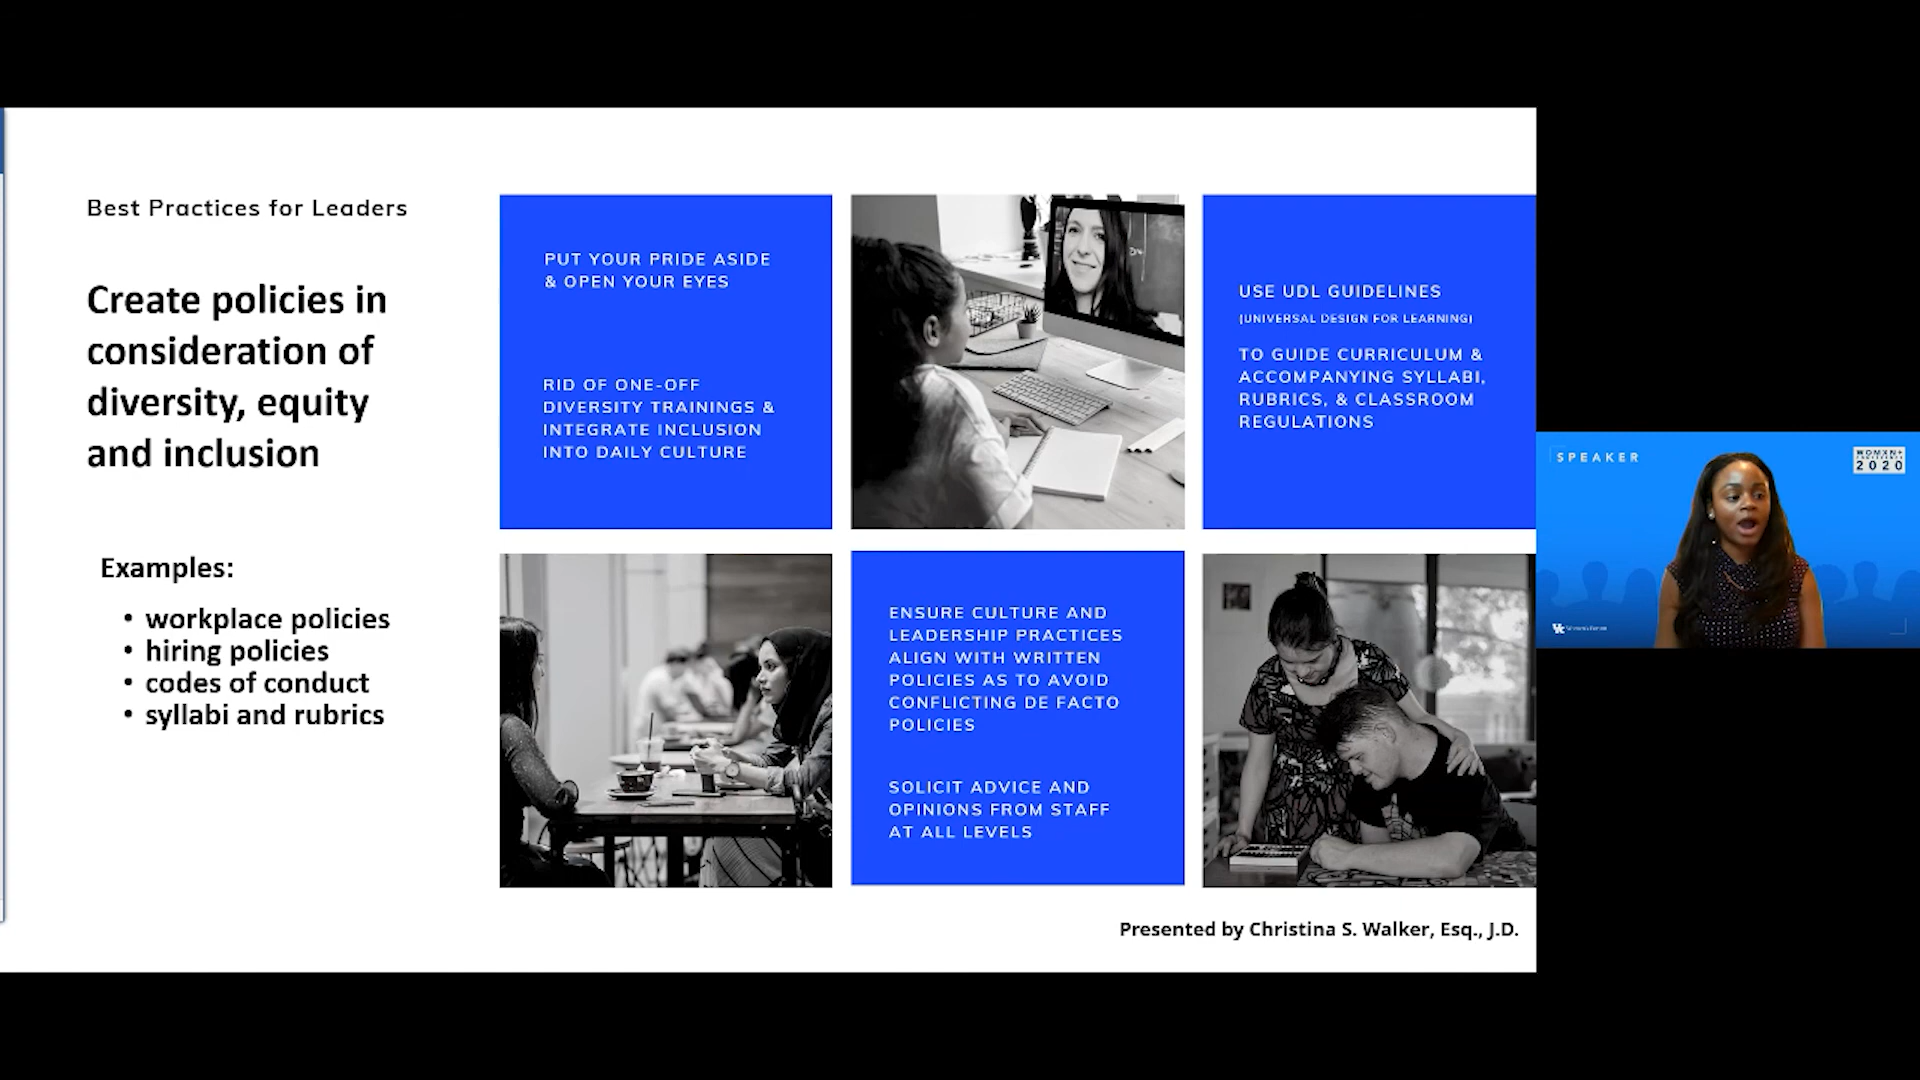 Best Practices for Leaders
Create policies in
consideration of
diversity, equity
and inclusion
Examples:
• workplace policies
• hiring policies
• codes of conduct
• syllabi and rubrics
PUT YOUR PRIDE ASIDE
& OPEN YOUR EYES
RID OF ONE-OFF
DIVERSITY TRAININGS &
INTEGRATE INCLUSION
INTO DAILY CULTURE
USE UDL GUIDELINES
(UNIVERSAL DESIGN FOR LEARNING)
TO GUIDE CURRICULUM &
ACCOMPANYING SYLLABI,
RUBRICS, & CLASSROOM
REGULATIONS
ENSURE CULTURE AND
LEADERSHIP PRACTICES
ALIGN WITH WRITTEN
POLICIES AS TO AVOID
CONFLICTING DE FACTO
POLICIES
SOLICIT ADVICE AND
OPINIONS FROM STAFF
AT ALL LEVELS
Presented by Christina S. Walker, Esq., J.D.
SPEAKER
WOMXN+
2020